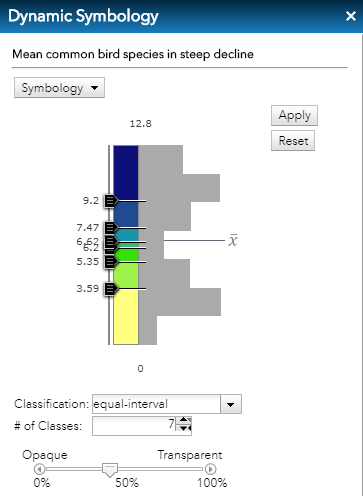 Dynamic Symbology ×
Mean common bird species in steep decline
Symbology
Apply
Reset
12.8
9.2
7.47
6.62
6.2
5.35
3.59
x̄
0
Classification: equal-interval
# of Classes: 7
Opaque Transparent
0% 50% 100%